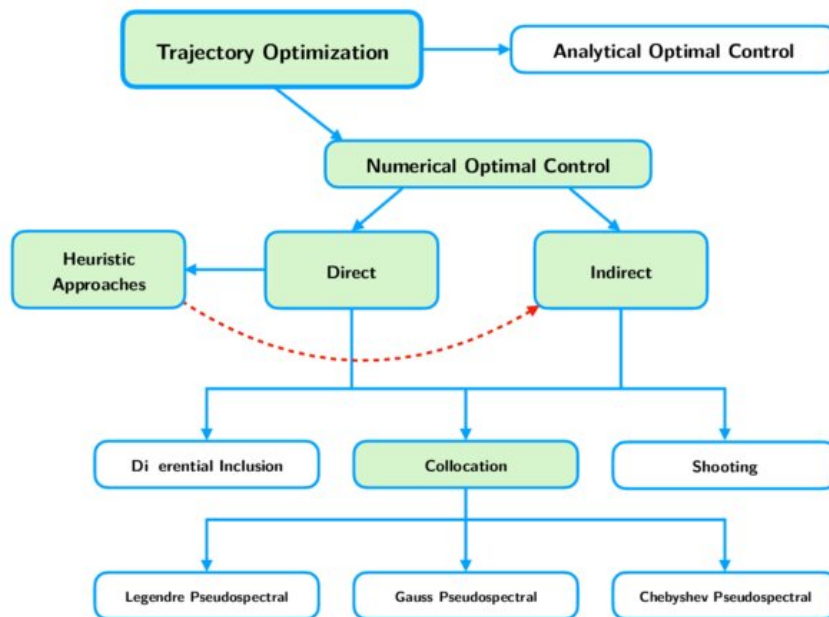 Trajectory Optimization
Analytical Optimal Control
Numerical Optimal Control
Heuristic
Approaches
Direct
Indirect
Di erential Inclusion
Collocation
Shooting
Legendre Pseudospectral
Gauss Pseudospectral
Chebyshev Pseudospectral